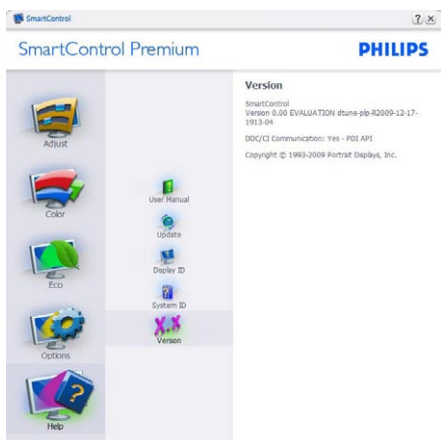 SmartControl
? ×
SmartControl Premium
PHILIPS
Adjust
Color
Eco
Options
Help
User Manual
Update
Display ID
System ID
X.X
Version
Version
SmartControl
Version 0.00 EVALUATION dtune-plp-R2009-12-17-
1913-04
DDC/CI Communication: Yes - PDI API
Copyright © 1993-2009 Portrait Displays, Inc.